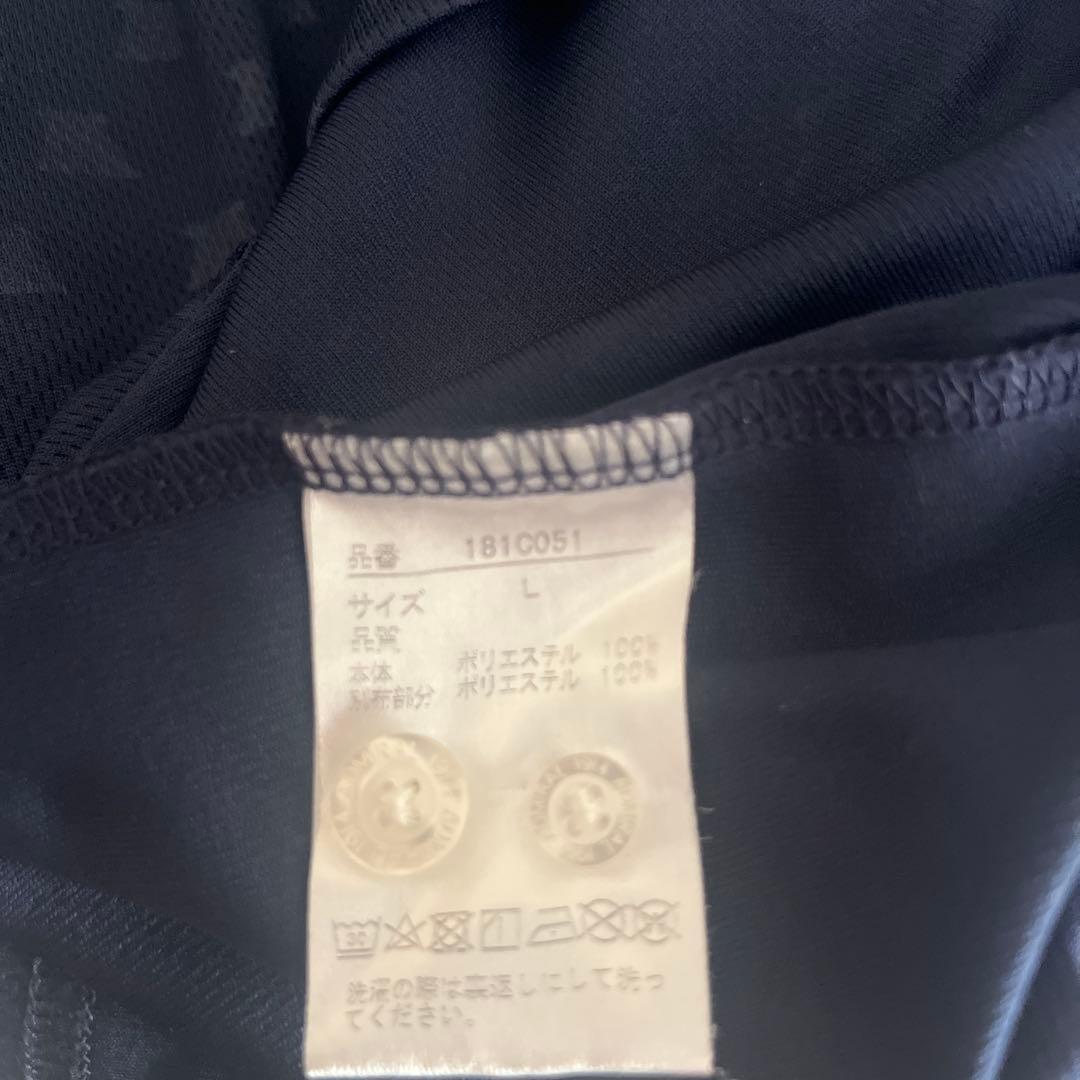 品番 181C051
サイズ L
品質
本体 ポリエステル 100%
別布部分 ポリエステル 100%
30
洗濯の際は裏返しにして洗っ
てください。